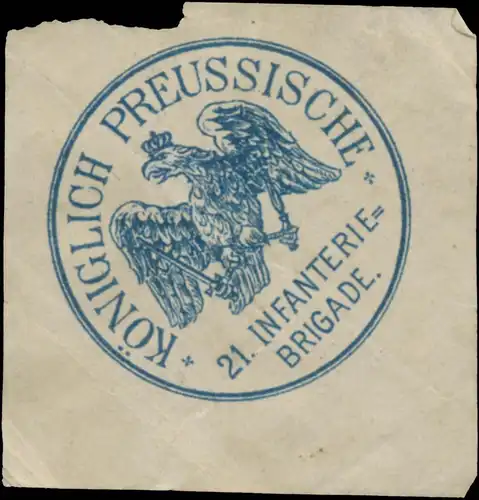 * KÖNIGLICH PREUSSISCHE *
21. INFANTERIE=
BRIGADE.